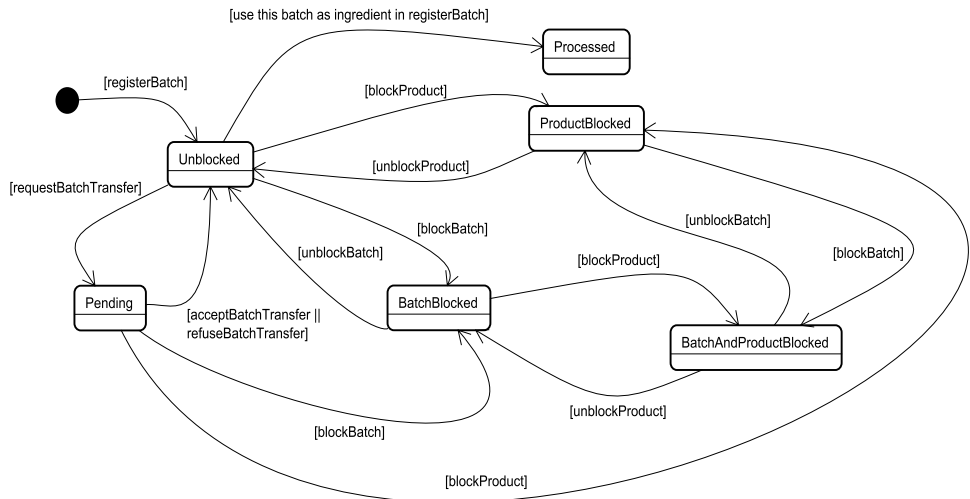 [use this batch as ingredient in registerBatch]
Processed
[registerBatch]
[blockProduct]
ProductBlocked
Unblocked
[unblockProduct]
[requestBatchTransfer]
[unblockBatch]
[blockBatch]
[unblockBatch]
[blockBatch]
[blockProduct]
Pending
BatchBlocked
[acceptBatchTransfer ||
refuseBatchTransfer]
BatchAndProductBlocked
[unblockProduct]
[blockBatch]
[blockProduct]